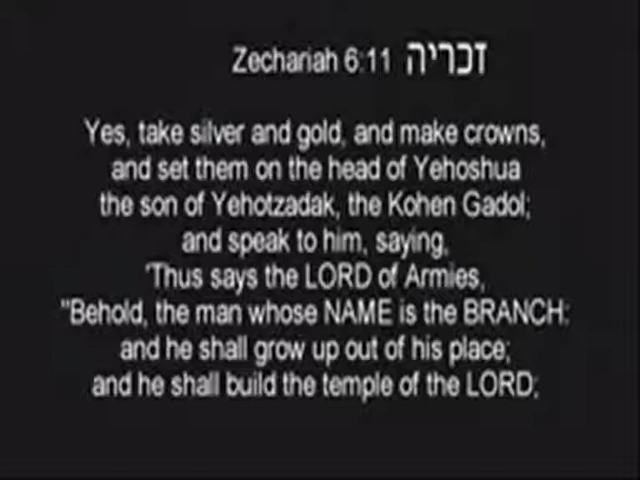 Zechariah 6:11 זכריה
Yes, take silver and gold, and make crowns,
and set them on the head of Yehoshua
the son of Yehotzadak, the Kohen Gadol;
and speak to him, saying,
'Thus says the LORD of Armies,
"Behold, the man whose NAME is the BRANCH:
and he shall grow up out of his place;
and he shall build the temple of the LORD;